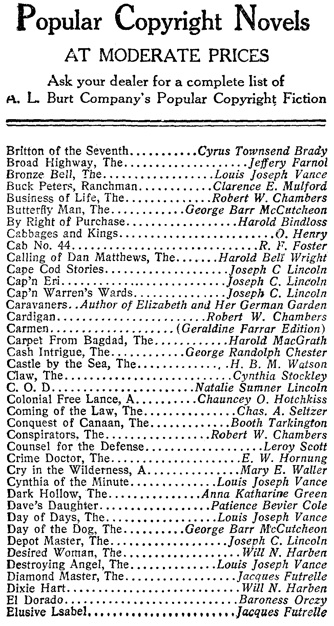 Popular Copyright Novels
AT MODERATE PRICES
Ask your dealer for a complete list of
A. L. Burt Company's Popular Copyright Fiction
Britton of the Seventh...........Cyrus Townsend Brady
Broad Highway, The...................Jeffery Farnol
Bronze Bell, The..................Louis Joseph Vance
Buck Peters, Ranchman...........Clarence E. Mulford
Business of Life, The..............Robert W. Chambers
Butterfly Man, The...........George Barr McCutcheon
By Right of Purchase..................Harold Bindloss
Cabbages and Kings........................O. Henry
Cab No. 44............................R. F. Foster
Calling of Dan Matthews, The.......Harold Bell Wright
Cape Cod Stories...................Joseph C Lincoln
Cap'n Eri..........................Joseph C. Lincoln
Cap'n Warren's Wards..............Joseph C. Lincoln
Caravaners...Author of Elizabeth and Her German Garden
Cardigan........................Robert W. Chambers
Carmen....................(Geraldine Farrar Edition)
Carpet From Bagdad, The............Harold MacGrath
Cash Intrigue, The.............George Randolph Chester
Castle by the Sea, The..............H. B. M. Watson
Claw, The..........................Cynthia Stockley
C. O. D......................Natalie Sumner Lincoln
Colonial Free Lance, A..........Chauncey O. Hotchkiss
Coming of the Law, The............Chas. A. Seltzer
Conquest of Canaan, The............Booth Tarkington
Conspirators, The................Robert W. Chambers
Counsel for the Defense..................Leroy Scott
Crime Doctor, The...................E. W. Hornung
Cry in the Wilderness, A..............Mary E. Waller
Cynthia of the Minute.............Louis Joseph Vance
Dark Hollow, The...............Anna Katharine Green
Dave's Daughter.................Patience Bevier Cole
Day of Days, The..................Louis Joseph Vance
Day of the Dog, The..........George Barr McCutcheon
Depot Master, The..................Joseph C. Lincoln
Desired Woman, The..................Will N. Harben
Destroying Angel, The.............Louis Joseph Vance
Diamond Master, The................Jacques Futrelle
Dixie Hart..........................Will N. Harben
El Dorado...........................Baroness Orczy
Elusive Lsabel......................Jacques Futrelle